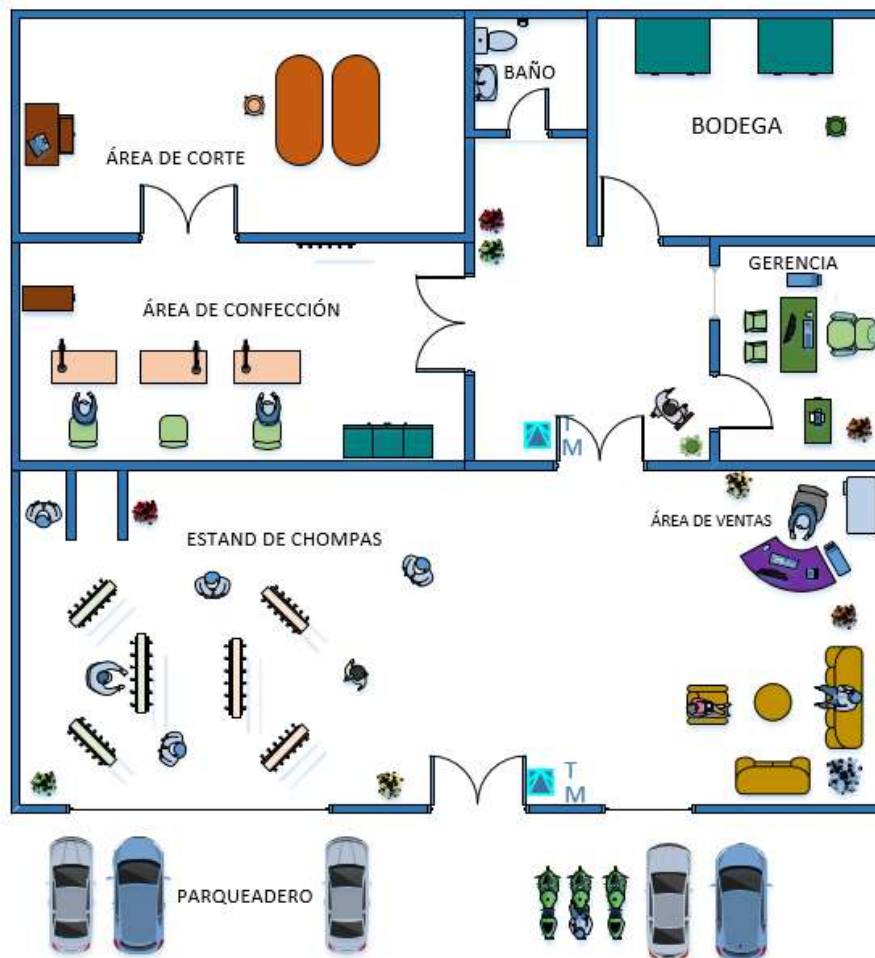 BAÑO
BODEGA
ÁREA DE CORTE
GERENCIA
ÁREA DE CONFECCIÓN
T
M
ÁREA DE VENTAS
ESTAND DE CHOMPAS
T
M
PARQUEADERO